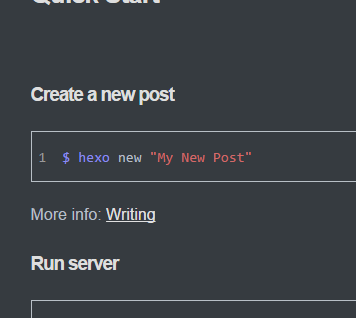 Quick Start
Create a new post
1 $ hexo new "My New Post"
More info: Writing
Run server